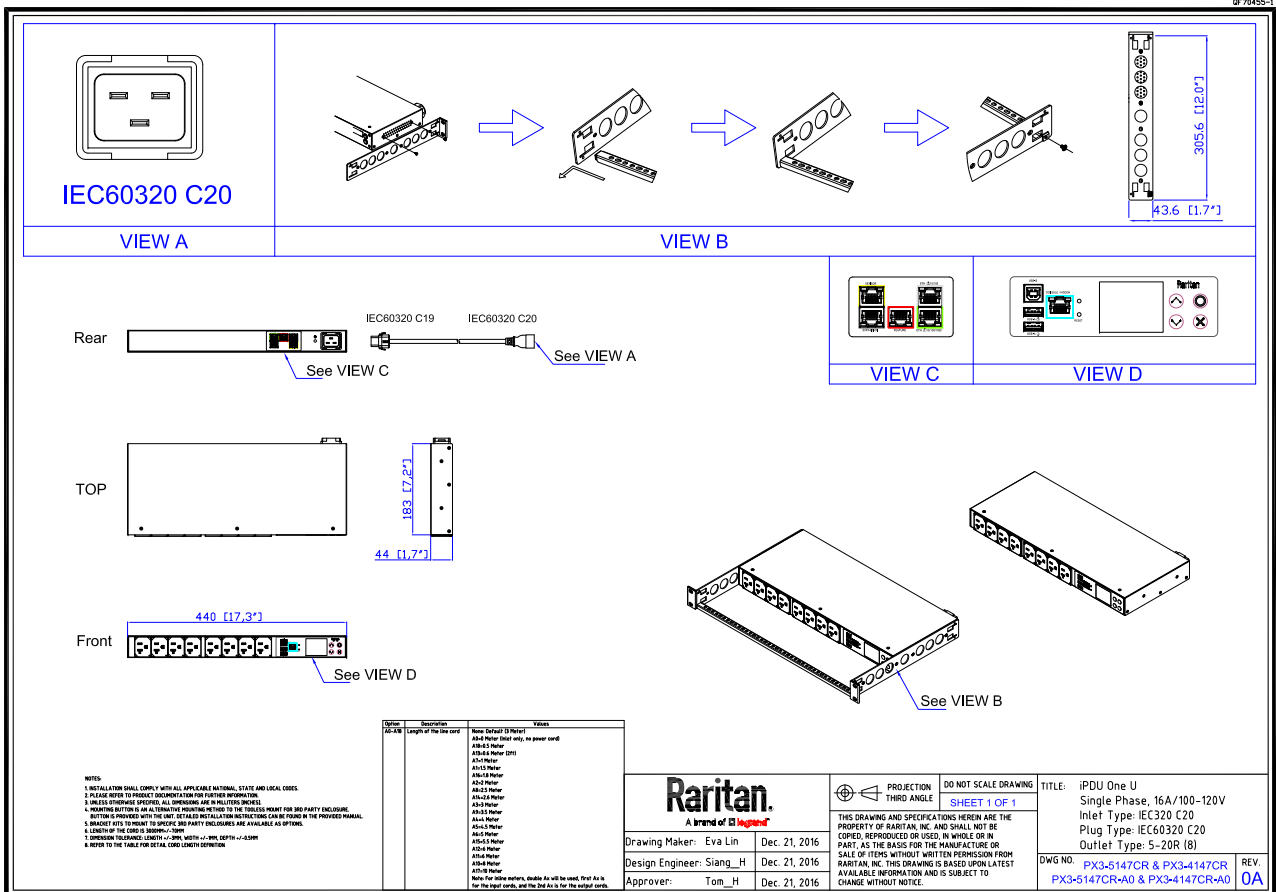 QF70455-1
IEC60320 C20
VIEW A
VIEW B
305.6 [12.0"]
43.6 [1.7"]
VIEW C
Raritan
VIEW D
Rear
IEC60320 C19
IEC60320 C20
See VIEW A
See VIEW C
TOP
183 [7,2"]
44 [1,7"]
440 [17,3"]
Front
See VIEW D
See VIEW B
Option Description Values
A0-A18 Length of the line cord None: Default (3 Meter)
A0=0 Meter (Inlet only, no power cord)
A18=0.5 Meter
A13=0.6 Meter (2ft)
A7=1 Meter
A1=1.5 Meter
A16=1.8 Meter
A2=2 Meter
A8=2.5 Meter
A14=2.6 Meter
A3=3 Meter
A9=3.5 Meter
A4=4 Meter
A5=4.5 Meter
A6=5 Meter
A15=5.5 Meter
A12=6 Meter
A11=6 Meter
A10=8 Meter
A17=10 Meter
Note: For inline meters, double Ax will be used, first Ax is
for the input cords, and the 2nd Ax is for the output cords.
NOTES:
1. INSTALLATION SHALL COMPLY WITH ALL APPLICABLE NATIONAL, STATE AND LOCAL CODES.
2. PLEASE REFER TO PRODUCT DOCUMENTATION FOR FURTHER INFORMATION.
3. UNLESS OTHERWISE SPECIFIED, ALL DIMENSIONS ARE IN MILLITERS [INCHES]
4. MOUNTING BUTTON IS AN ALTERNATIVE MOUNTING METHOD TO THE TOOLESS MOUNT FOR 3RD PARTY ENCLOSURE.
BUTTON IS PROVIDED WITH THE UNIT. DETAILED INSTALLATION INSTRUCTIONS CAN BE FOUND IN THE PROVIDED MANUAL.
5. BRACKET KITS TO MOUNT TO SPECIFIC 3RD PARTY ENCLOSURES ARE AVAILABLE AS OPTIONS.
6. LENGTH OF THE CORD IS 3000MM+/-70MM
7. DIMENSION TOLERANCE: LENGTH +/-3MM, WIDTH +/-1MM, DEPTH +/-0.5MM
8. REFER TO THE TABLE FOR DETAIL CORD LENGTH DEFINITION
Raritan.
A brand of legrand
Drawing Maker: Eva Lin Dec. 21, 2016
Design Engineer: Siang__H Dec. 21, 2016
Approver: Tom__H Dec. 21, 2016
PROJECTION
THIRD ANGLE
DO NOT SCALE DRAWING
SHEET 1 OF 1
THIS DRAWING AND SPECIFICATIONS HEREIN ARE THE
PROPERTY OF RARITAN, INC. AND SHALL NOT BE
COPIED, REPRODUCED OR USED, IN WHOLE OR IN
PART, AS THE BASIS FOR THE MANUFACTURE OR
SALE OF ITEMS WITHOUT WRITTEN PERMISSION FROM
RARITAN, INC. THIS DRAWING IS BASED UPON LATEST
AVAILABLE INFORMATION AND IS SUBJECT TO
CHANGE WITHOUT NOTICE.
TITLE: iPDU One U
Single Phase, 16A/100-120V
Inlet Type: IEC320 C20
Plug Type: IEC60320 C20
Outlet Type: 5-20R (8)
DWG NO. PX3-5147CR & PX3-4147CR
PX3-5147CR-A0 & PX3-4147CR-A0
REV.
0A